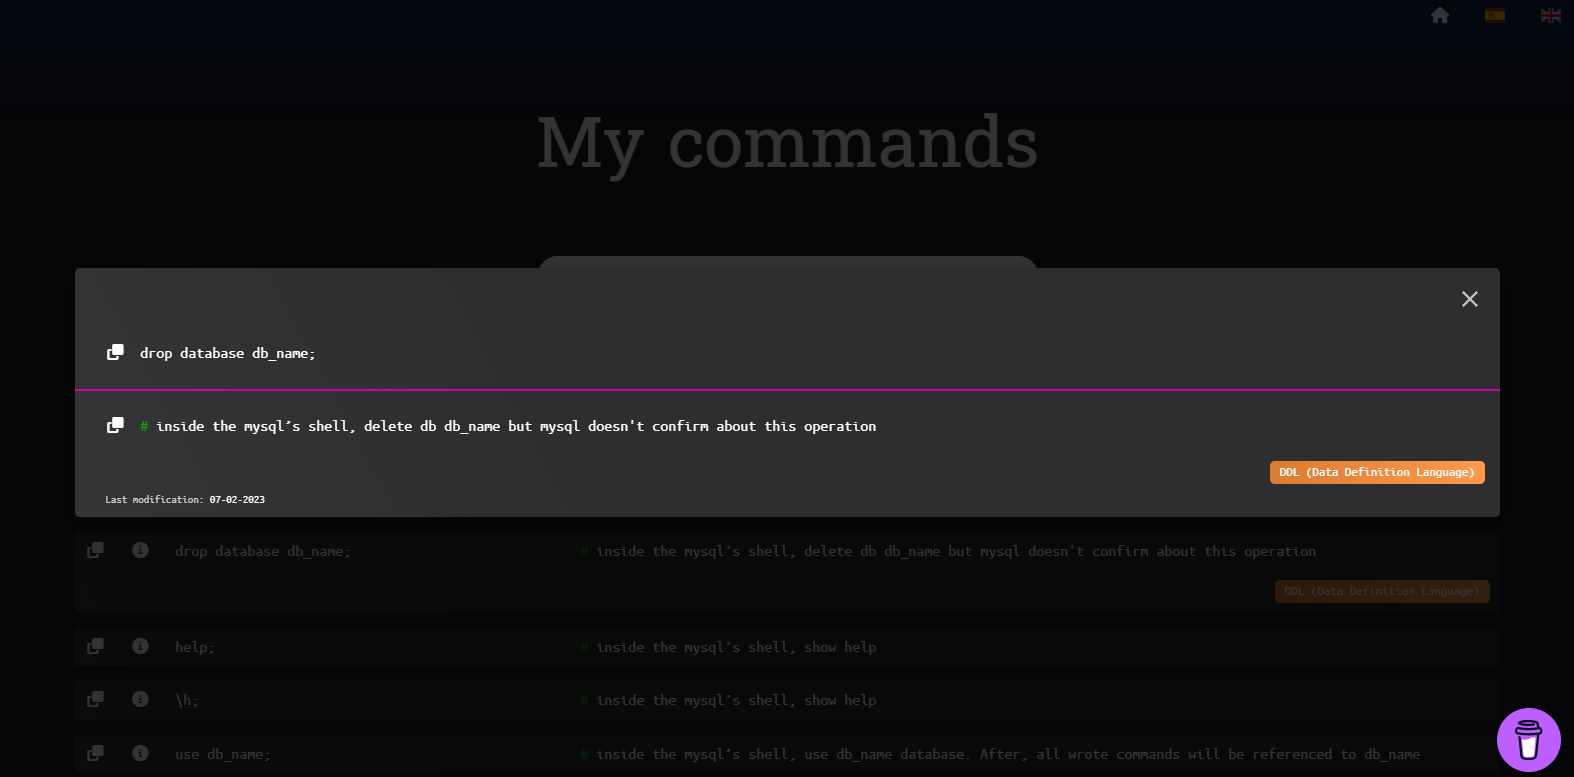 My commands
drop database db_name;
# inside the mysql’s shell, delete db db_name but mysql doesn't confirm about this operation
DDL (Data Definition Language)
Last modification: 07-02-2023
drop database db_name; # inside the mysql’s shell, delete db db_name but mysql doesn't confirm about this operation
DDL (Data Definition Language)
help; # inside the mysql’s shell, show help
\h; # inside the mysql’s shell, show help
use db_name; # inside the mysql’s shell, use db_name database. After, all wrote commands will be referenced to db_name